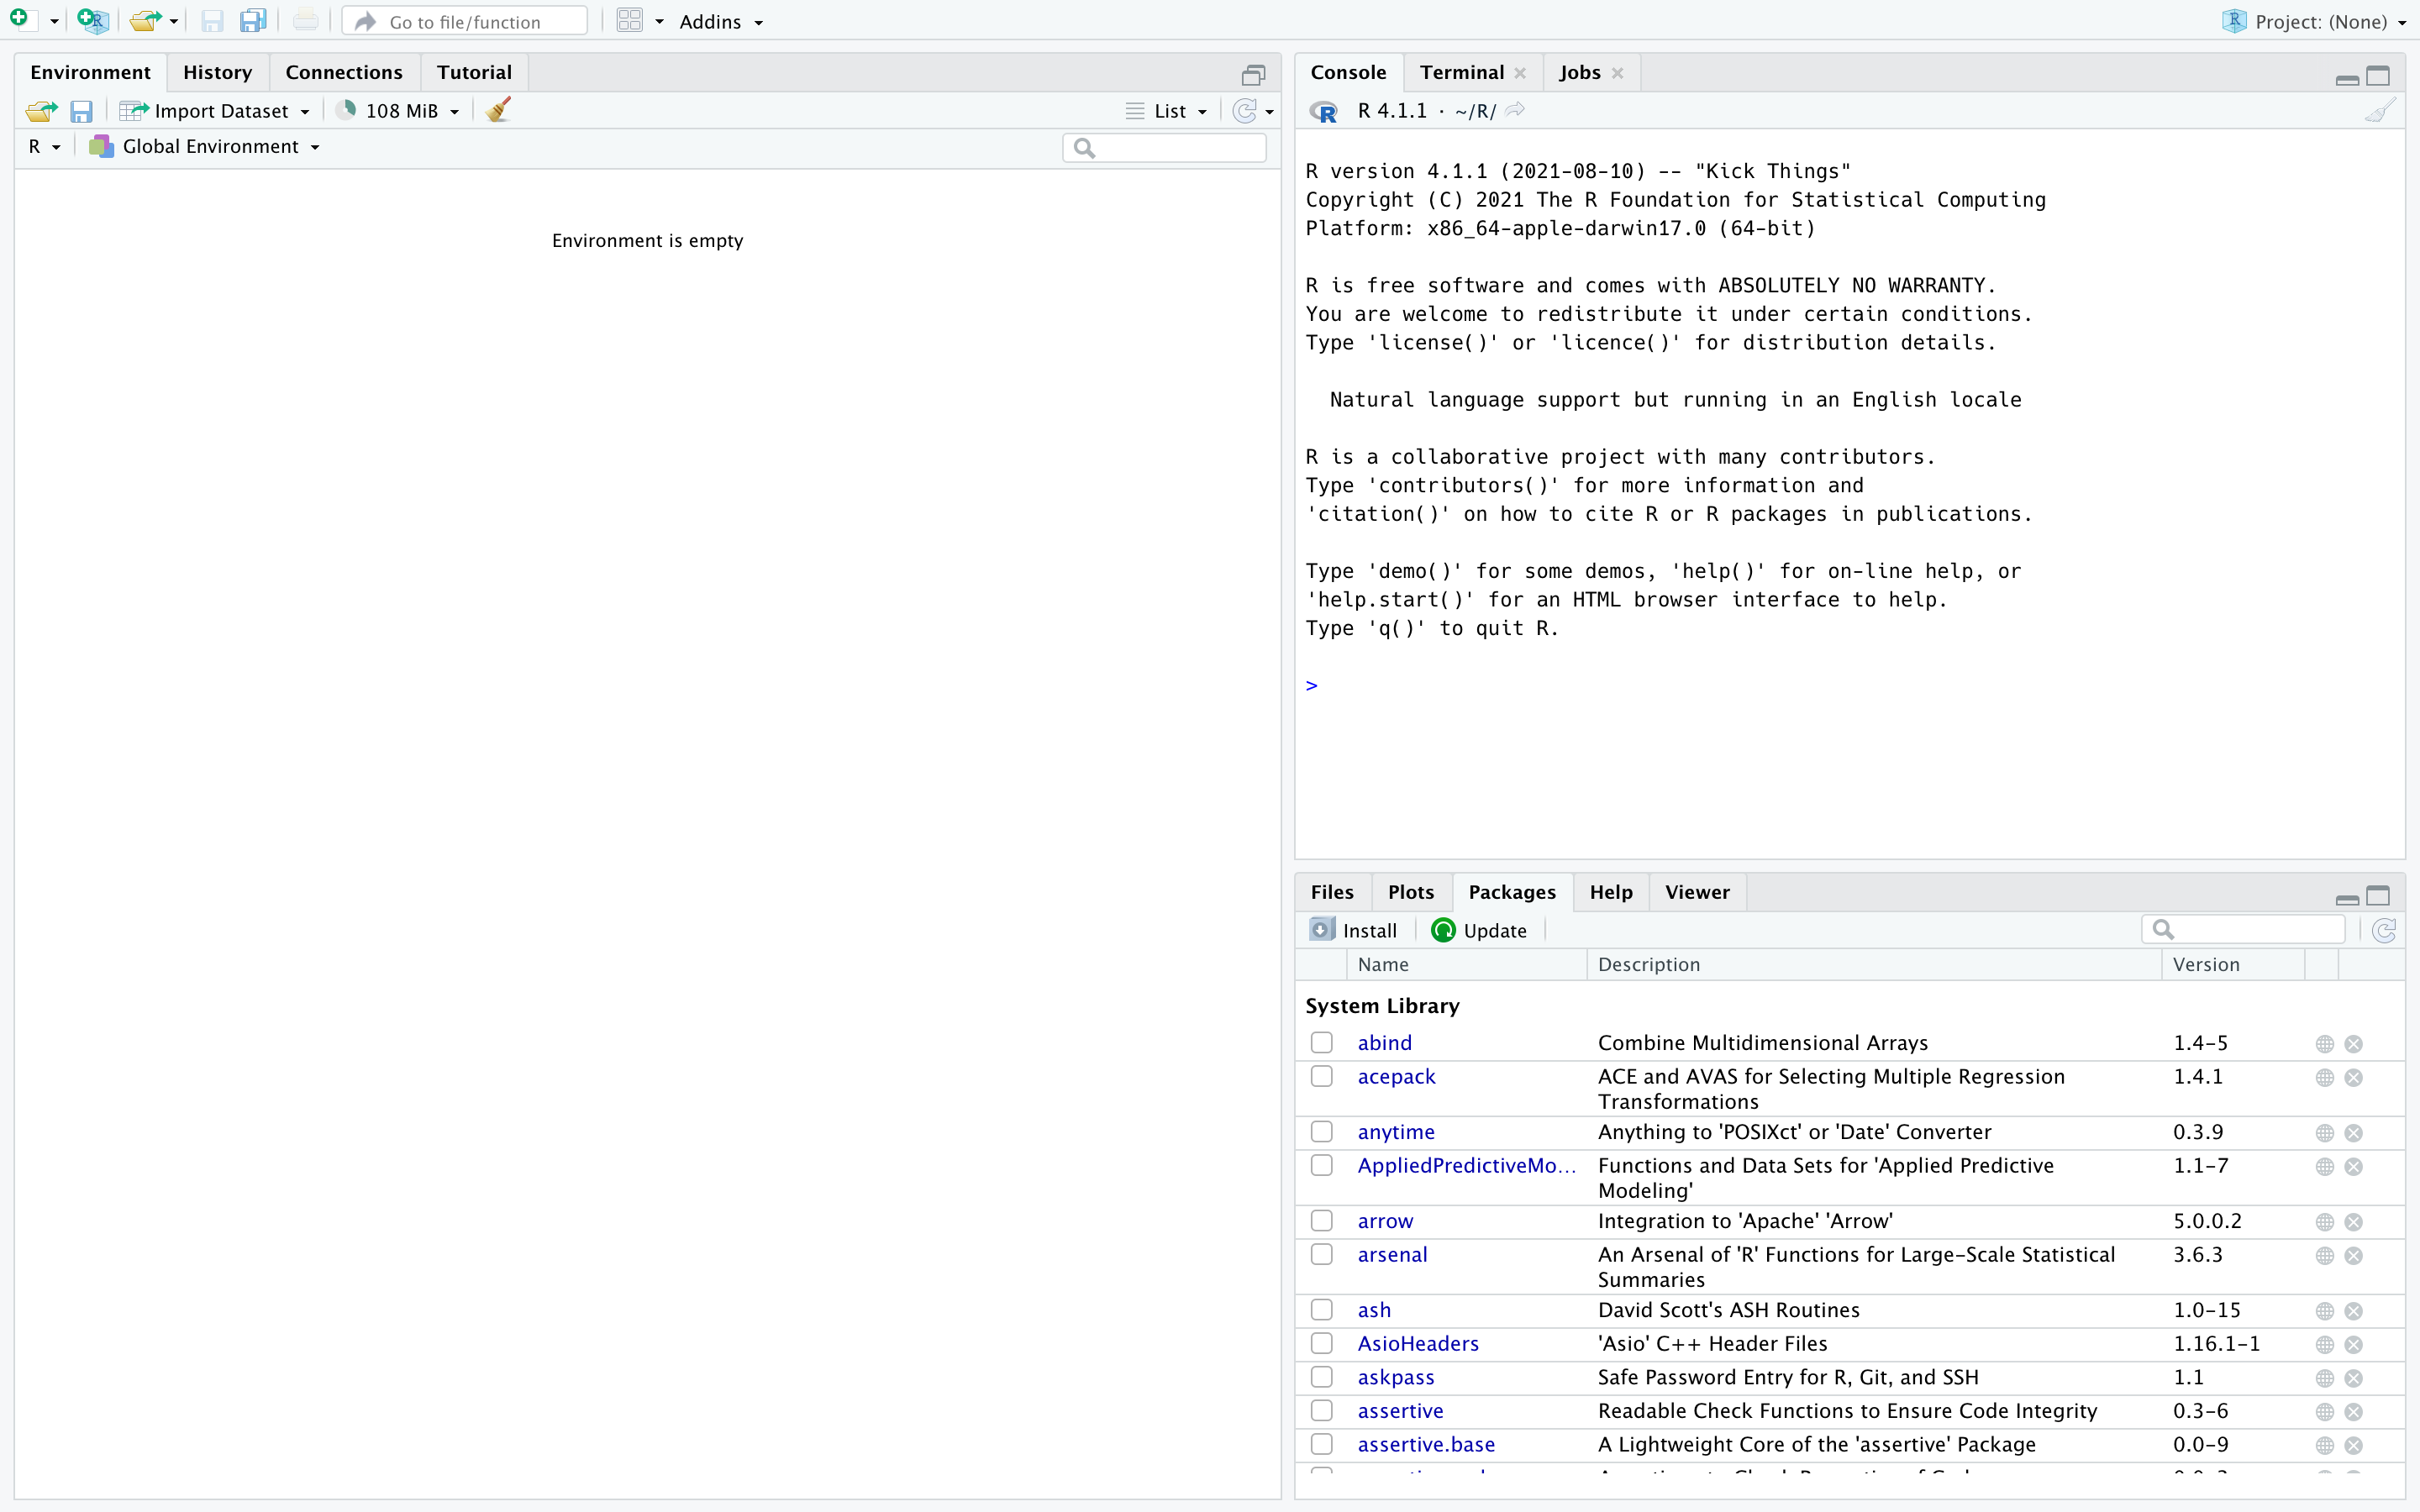 Go to file/function
Addins
Project: (None)
Environment History Connections Tutorial
Import Dataset 108 MiB List
R Global Environment
Environment is empty
Console Terminal Jobs
R 4.1.1 · ~/R/
R version 4.1.1 (2021-08-10) -- "Kick Things"
Copyright (C) 2021 The R Foundation for Statistical Computing
Platform: x86_64-apple-darwin17.0 (64-bit)
R is free software and comes with ABSOLUTELY NO WARRANTY.
You are welcome to redistribute it under certain conditions.
Type 'license()' or 'licence()' for distribution details.
Natural language support but running in an English locale
R is a collaborative project with many contributors.
Type 'contributors()' for more information and
'citation()' on how to cite R or R packages in publications.
Type 'demo()' for some demos, 'help()' for on-line help, or
'help.start()' for an HTML browser interface to help.
Type 'q()' to quit R.
>
Files Plots Packages Help Viewer
Install Update
Name Description Version
System Library
abind Combine Multidimensional Arrays 1.4-5
acepack ACE and AVAS for Selecting Multiple Regression 1.4.1
Transformations
anytime Anything to 'POSIXct' or 'Date' Converter 0.3.9
AppliedPredictiveMo... Functions and Data Sets for 'Applied Predictive 1.1-7
Modeling'
arrow Integration to 'Apache' 'Arrow' 5.0.0.2
arsenal An Arsenal of 'R' Functions for Large-Scale Statistical 3.6.3
Summaries
ash David Scott's ASH Routines 1.0-15
AsioHeaders 'Asio' C++ Header Files 1.16.1-1
askpass Safe Password Entry for R, Git, and SSH 1.1
assertive Readable Check Functions to Ensure Code Integrity 0.3-6
assertive.base A Lightweight Core of the 'assertive' Package 0.0-9